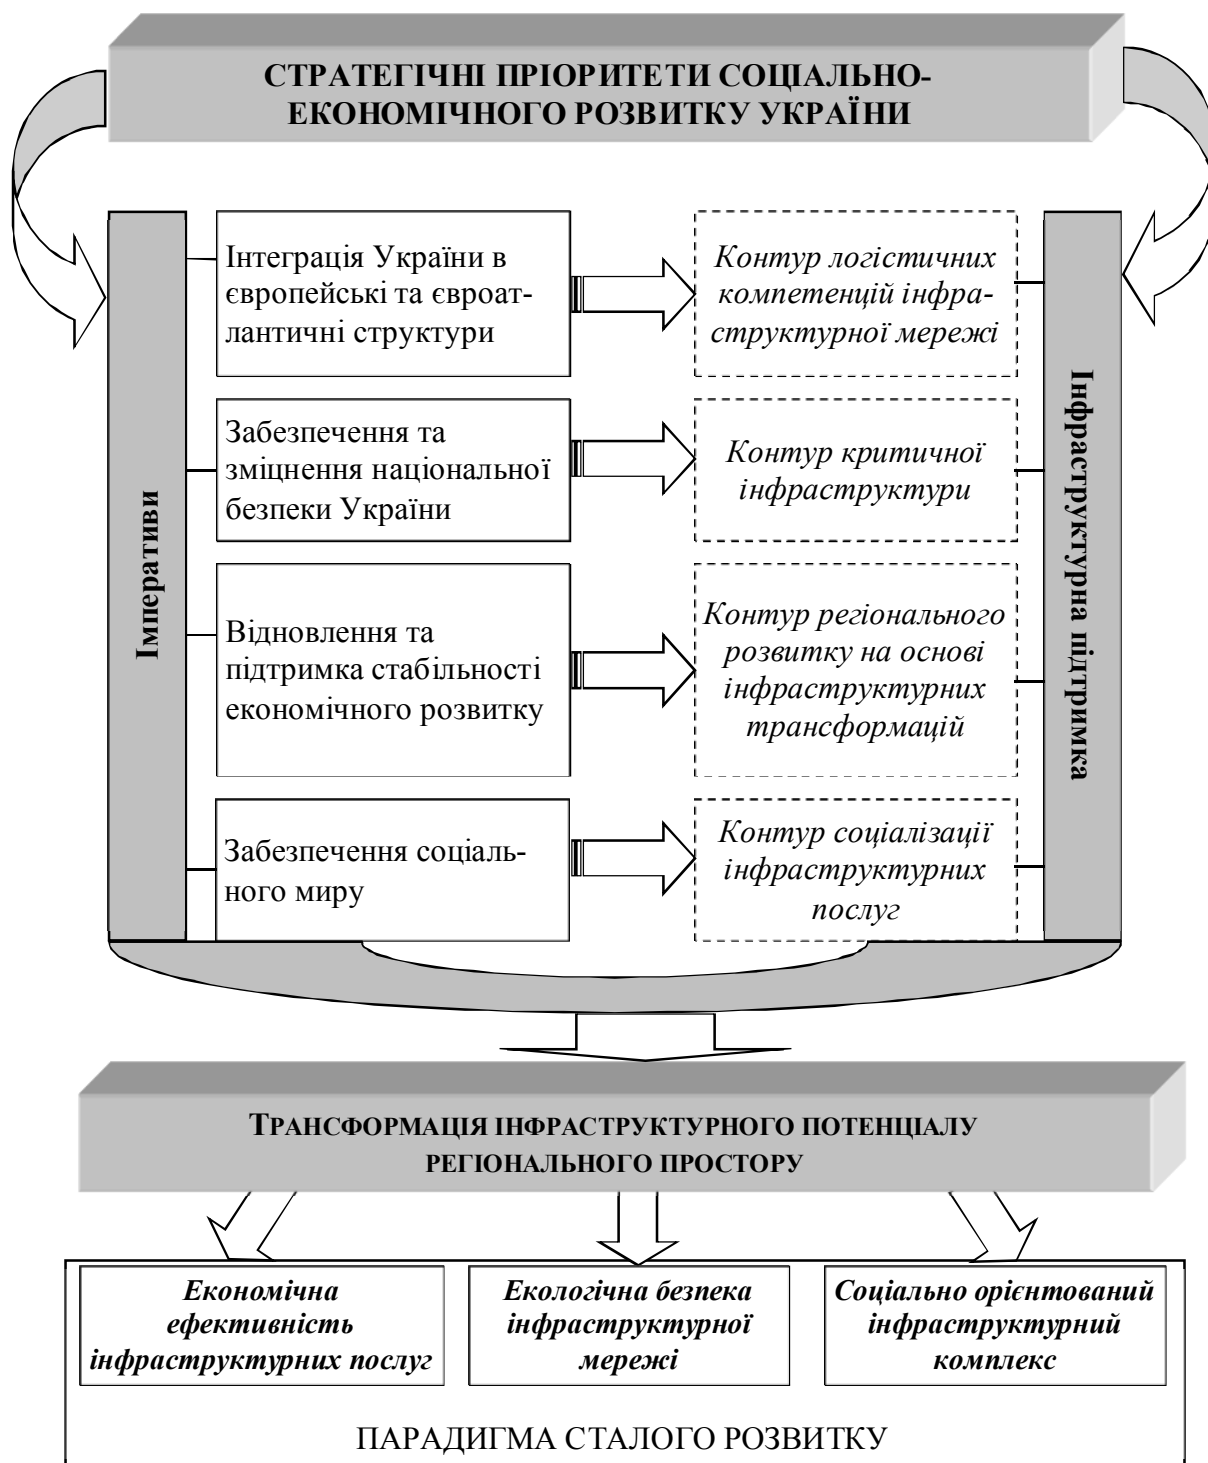 СТРАТЕГІЧНІ ПРІОРИТЕТИ СОЦІАЛЬНО-
ЕКОНОМІЧНОГО РОЗВИТКУ УКРАЇНИ
Імперативи
Інтеграція України в
європейські та євроат-
лантичні структури
Контур логістичних
компетенцій інфра-
структурної мережі
Забезпечення та
зміцнення національної
безпеки України
Контур критичної
інфраструктури
Відновлення та
підтримка стабільності
економічного розвитку
Контур регіонального
розвитку на основі
інфраструктурних
трансформацій
Забезпечення соціаль-
ного миру
Контур соціалізації
інфраструктурних
послуг
Інфраструктурна підтримка
ТРАНСФОРМАЦІЯ ІНФРАСТРУКТУРНОГО ПОТЕНЦІАЛУ
РЕГІОНАЛЬНОГО ПРОСТОРУ
Економічна
ефективність
інфраструктурних послуг
Екологічна безпека
інфраструктурної
мережі
Соціально орієнтований
інфраструктурний
комплекс
ПАРАДИГМА СТАЛОГО РОЗВИТКУ